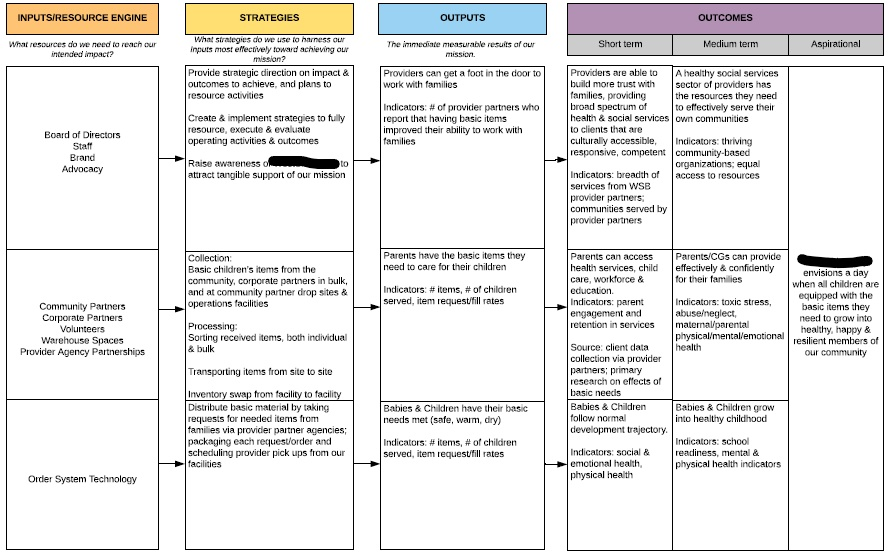 INPUTS/RESOURCE ENGINE
What resources do we need to reach our
intended impact?
Board of Directors
Staff
Brand
Advocacy
Community Partners
Corporate Partners
Volunteers
Warehouse Spaces
Provider Agency Partnerships
Order System Technology
STRATEGIES
What strategies do we use to harness our
Inputs most effectively toward achieving our
mission?
Provide strategic direction on impact &
outcomes to achieve, and plans to
resource activities
Create & implement strategies to fully
resource, execute & evaluate
operating activities & outcomes
Raise awareness of to
attract tangible support of our mission
Collection:
Basic children's items from the
community, corporate partners in bulk,
and at community partner drop sites &
operations facilities
Processing:
Sorting received items, both individual
& bulk
Transporting items from site to site
Inventory swap from facility to facility
Distribute basic material by taking
requests for needed items from
families via provider partner agencies;
packaging each request/order and
scheduling provider pick ups from our
facilities
OUTPUTS
The immediate measurable results of our
mission.
Providers can get a foot in the door to
work with families
Indicators: # of provider partners who
report that having basic items
improved their ability to work with
families
Parents have the basic items they
need to care for their children
Indicators: # items, # of children
served, item request/fill rates
Babies & Children have their basic
needs met (safe, warm, dry)
Indicators: # items, # of children
served, item request/fill rates
OUTCOMES
Short term
Providers are able to
build more trust with
families, providing
broad spectrum of
health & social services
to clients that are
culturally accessible,
responsive, competent
Indicators: breadth of
services from WSB
provider partners;
communities served by
provider partners
Parents can access
health services, child
care, workforce &
education.
Indicators: parent
engagement and
retention in services
Source: client data
collection via provider
partners; primary
research on effects of
basic needs
Babies & Children
follow normal
development trajectory.
Indicators: social &
emotional health,
physical health
Medium term
A healthy social services
sector of providers has
the resources they need
to effectively serve their
own communities
Indicators: thriving
community-based
organizations; equal
access to resources
Parents/CGs can provide
effectively & confidently
for their families
Indicators: toxic stress,
abuse/neglect,
maternal/parental
physical/mental/emotional
health
Babies & Children grow
into healthy childhood
Indicators: school
readiness, mental &
physical health indicators
Aspirational
envisions a day
when all children are
equipped with the
basic items they
need to grow into
healthy, happy &
resilient members of
our community